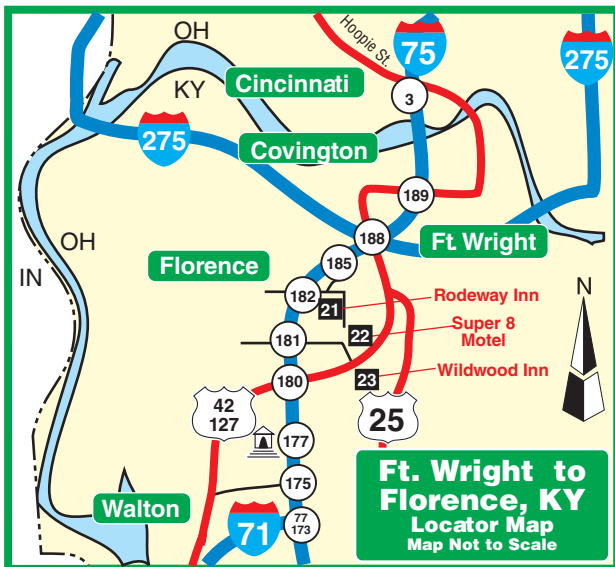 OH
Hoopie St.
75
275
KY
Cincinnati
3
275
Covington
189
188
Ft. Wright
OH
IN
Florence
185
182
21
Rodeway Inn
N
22
Super 8
Motel
181
Wildwood Inn
23
180
42
127
25
177
175
Walton
71
77
173
Ft. Wright to
Florence, KY
Locator Map
Map Not to Scale